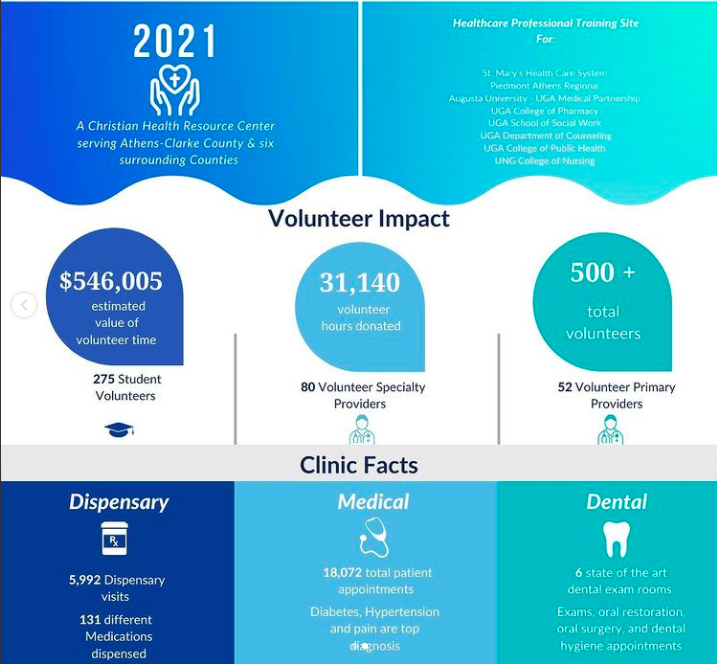 2021
A Christian Health Resource Center
serving Athens-Clarke County & six
surrounding Counties
Healthcare Professional Training Site
For:
St. Mary's Health Care System
Piedmont Athens Regional
Augusta University - UGA Medical Partnership
UGA College of Pharmacy
UGA School of Social Work
UGA Department of Counseling
UGA College of Public Health
UNG College of Nursing
Volunteer Impact
$546,005
estimated
value of
volunteer time
275 Student
Volunteers
31,140
volunteer
hours donated
80 Volunteer Specialty
Providers
500 +
total
volunteers
52 Volunteer Primary
Providers
Clinic Facts
Dispensary
Rx
5,992 Dispensary
visits
131 different
Medications
dispensed
Medical
18,072 total patient
appointments
Diabetes, Hypertension
and pain are top
diagnosis
Dental
6 state of the art
dental exam rooms
Exams, oral restoration,
oral surgery, and dental
hygiene appointments